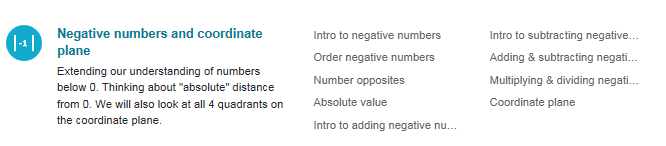 |-1|
Negative numbers and coordinate
plane
Extending our understanding of numbers
below 0. Thinking about "absolute" distance
from 0. We will also look at all 4 quadrants on
the coordinate plane.
Intro to negative numbers
Order negative numbers
Number opposites
Absolute value
Intro to adding negative nu…
Intro to subtracting negative…
Adding & subtracting negati…
Multiplying & dividing negati…
Coordinate plane